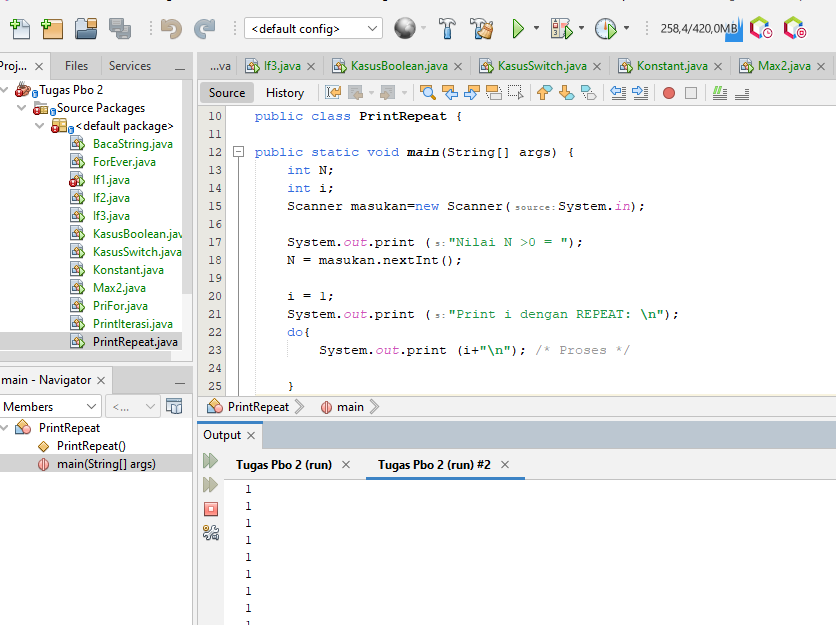 <default config>
258,4/420,0MB
Proj...
Files
Services
...va
If3.java
KasusBoolean.java
KasusSwitch.java
Konstant.java
Max2.java
Tugas Pbo 2
Source Packages
<default package>
BacaString.java
ForEver.java
If1.java
If2.java
If3.java
KasusBoolean.jav
KasusSwitch.java
Konstant.java
Max2.java
PriFor.java
PrintIterasi.java
PrintRepeat.java
Source
History
10 public class PrintRepeat {
11
12 public static void main(String[] args) {
13 int N;
14 int i;
15 Scanner masukan=new Scanner(source:System.in);
16
17 System.out.print (s:"Nilai N >0 = ");
18 N = masukan.nextInt();
19
20 i = 1;
21 System.out.print (s:"Print i dengan REPEAT: \n");
22 do{
23 System.out.print (i+"\n"); /* Proses */
24
25 }
PrintRepeat
main
main - Navigator
Members
<...
PrintRepeat
PrintRepeat()
main(String[] args)
Output
Tugas Pbo 2 (run)
Tugas Pbo 2 (run) #2
1
1
1
1
1
1
1
1
1